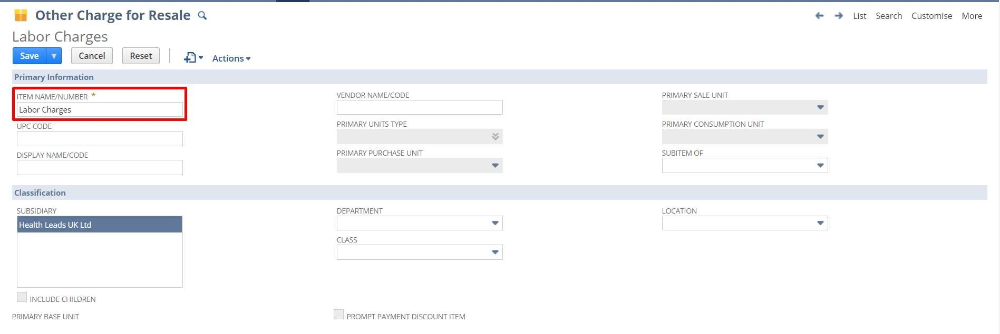 Other Charge for Resale
List Search Customise More
Labor Charges
Save Cancel Reset Actions
Primary Information
ITEM NAME/NUMBER *
Labor Charges
UPC CODE
DISPLAY NAME/CODE
VENDOR NAME/CODE
PRIMARY UNITS TYPE
PRIMARY PURCHASE UNIT
PRIMARY SALE UNIT
PRIMARY CONSUMPTION UNIT
SUBITEM OF
Classification
SUBSIDIARY
Health Leads UK Ltd
INCLUDE CHILDREN
PRIMARY BASE UNIT
DEPARTMENT
CLASS
PROMPT PAYMENT DISCOUNT ITEM
LOCATION